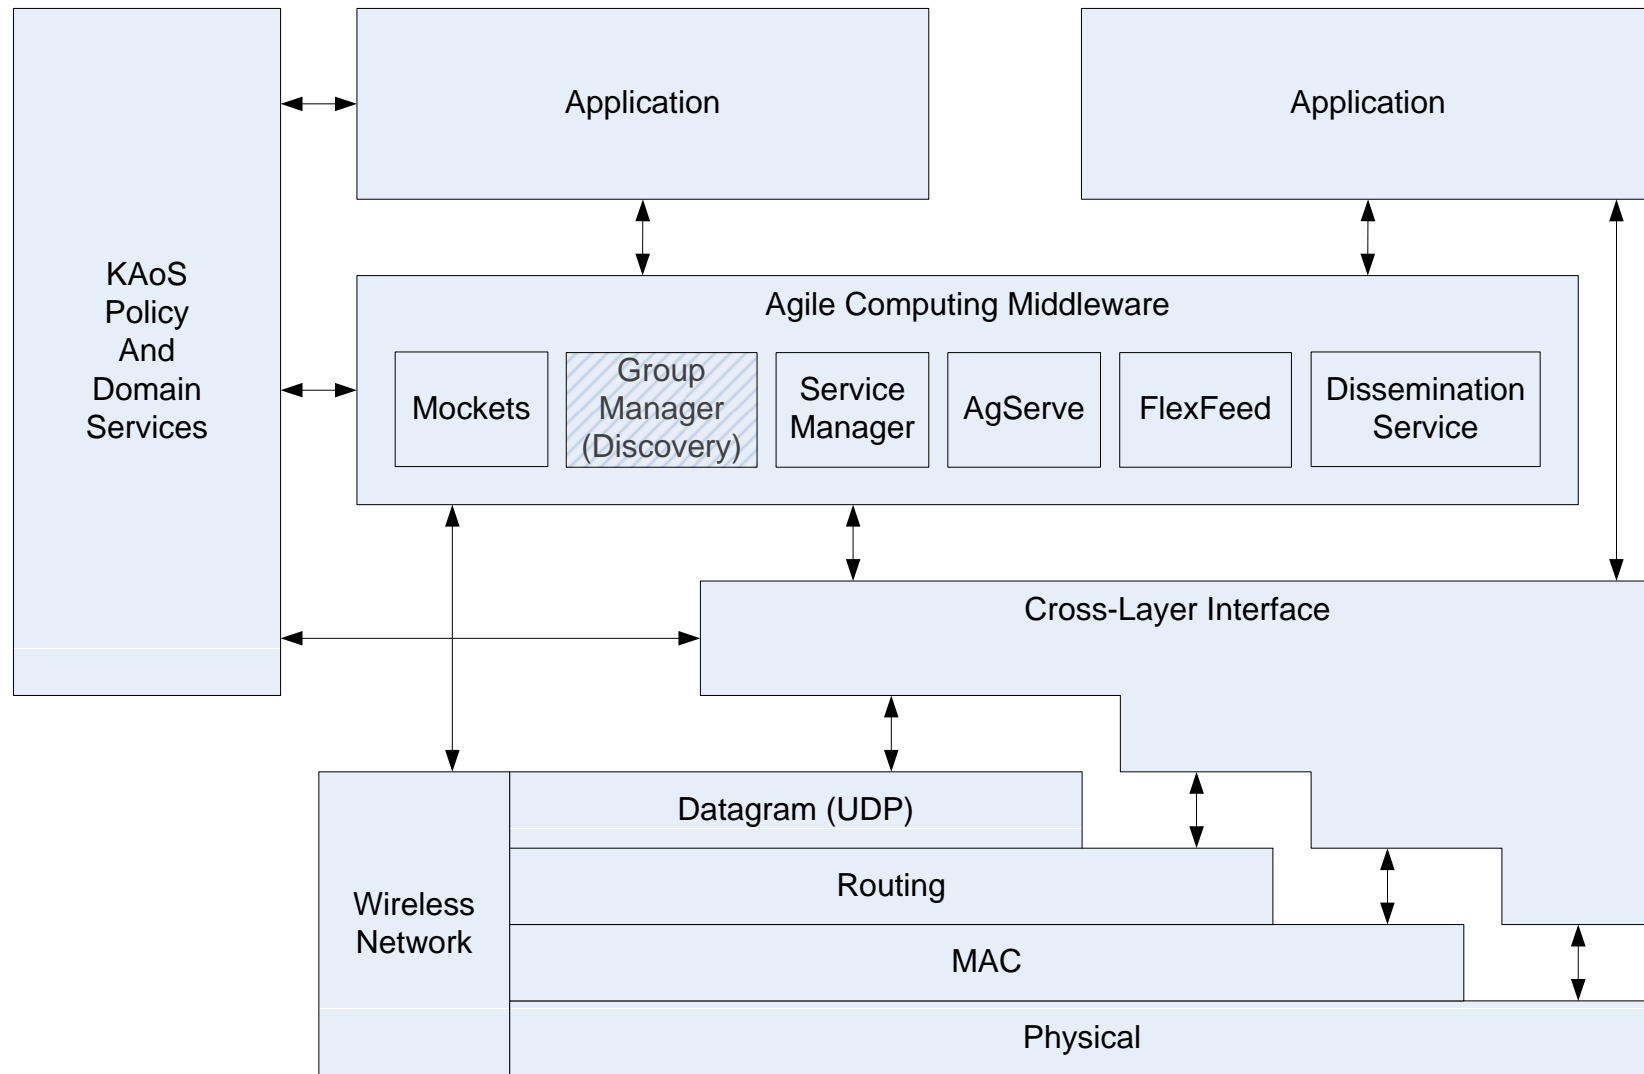 KAoS
Policy
And
Domain
Services
Application
Application
Agile Computing Middleware
Mockets
Group
Manager
(Discovery)
Service
Manager
AgServe
FlexFeed
Dissemination
Service
Cross-Layer Interface
Wireless
Network
Datagram (UDP)
Routing
MAC
Physical